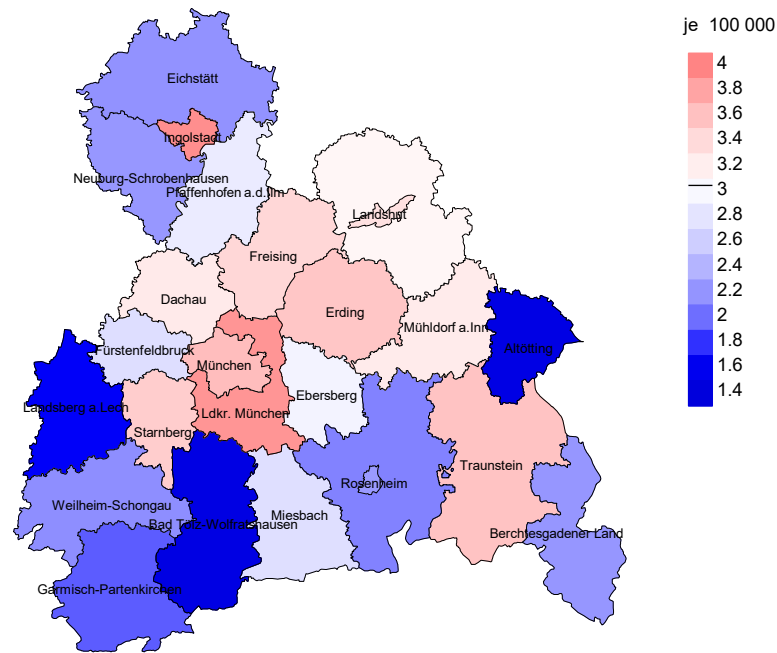 je 100 000
4
3.8
3.6
3.4
3.2
3
2.8
2.6
2.4
2.2
2
1.8
1.6
1.4
Eichstätt
Ingolstadt
Neuburg-Schrobenhausen
Pfaffenhofen a.d.Ilm
Landshut
Freising
Dachau
Erding
Mühldorf a.Inn
Altötting
Fürstenfeldbruck
München
Ebersberg
Landsberg a Lech
Ldkr. München
Starnberg
Traunstein
Rosenheim
Weilheim-Schongau
Miesbach
Bad Tölz-Wolfratshausen
Berchtesgadener Land
Garmisch-Partenkirchen